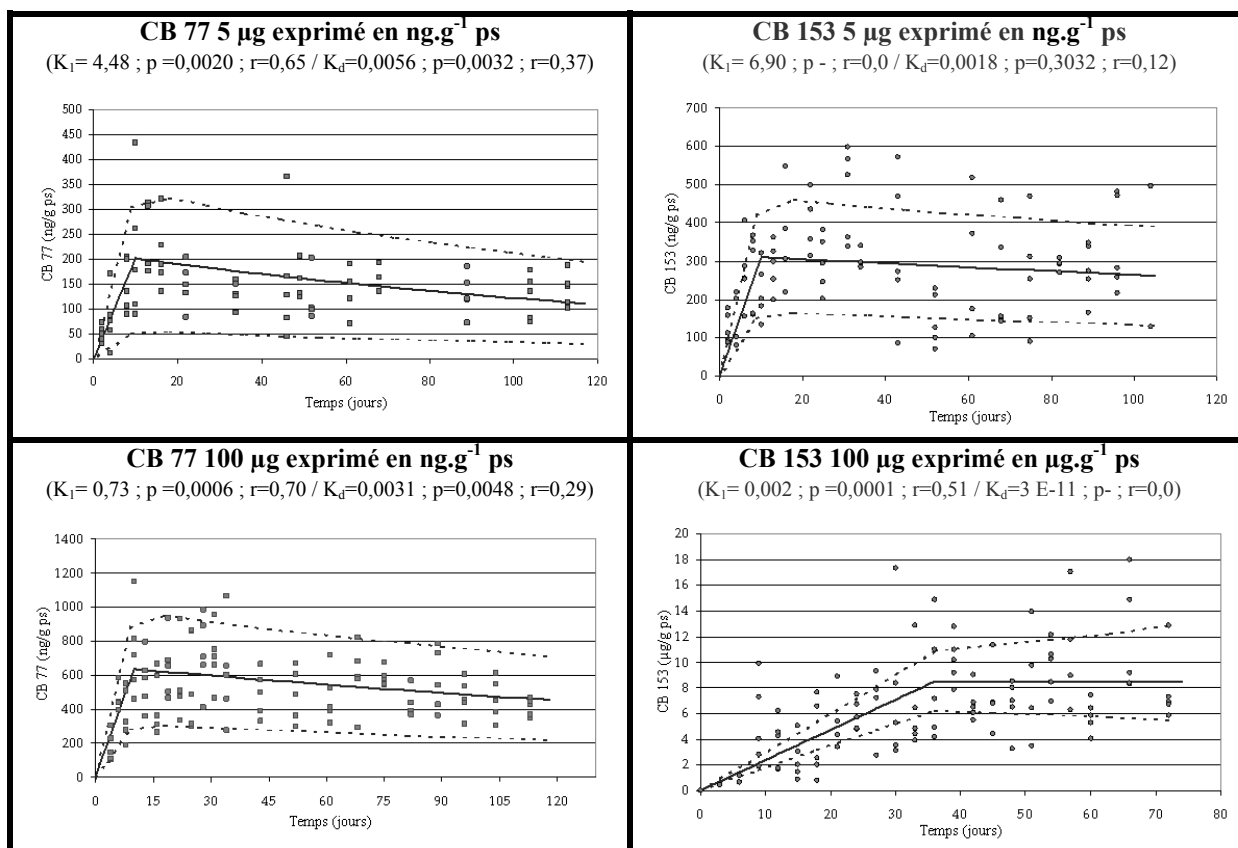 CB 77 5 µg exprimé en ng.g-1 ps
(K1= 4,48 ; p =0,0020 ; r=0,65 / Kd=0,0056 ; p=0,0032 ; r=0,37)
500
450
400
350
300
250
200
150
100
50
0
CB 77 (ng/g ps)
0 20 40 60 80 100 120
Temps (jours)
CB 153 5 µg exprimé en ng.g-1 ps
(K1= 6,90 ; p - ; r=0,0 / Kd=0,0018 ; p=0,3032 ; r=0,12)
700
600
500
400
300
200
100
0
CB 153 (ng/g ps)
0 20 40 60 80 100 120
Temps (jours)
CB 77 100 µg exprimé en ng.g-1 ps
(K1= 0,73 ; p =0,0006 ; r=0,70 / Kd=0,0031 ; p=0,0048 ; r=0,29)
1400
1200
1000
800
600
400
200
0
CB 77 (ng/g ps)
0 15 30 45 60 75 90 105 120
Temps (jours)
CB 153 100 µg exprimé en µg.g-1 ps
(K1= 0,002 ; p =0,0001 ; r=0,51 / Kd=3 E-11 ; p- ; r=0,0)
20
18
16
14
12
10
8
6
4
2
0
CB 153 (µg/g ps)
0 10 20 30 40 50 60 70 80
Temps (jours)